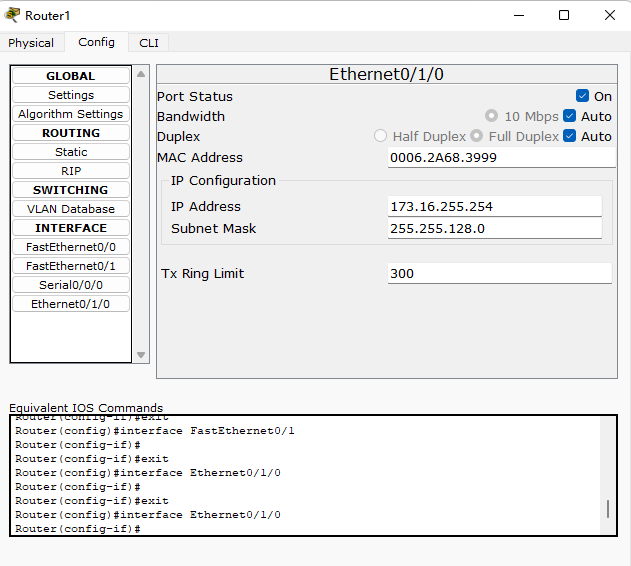 Router1
Physical Config CLI
GLOBAL
Settings
Algorithm Settings
ROUTING
Static
RIP
SWITCHING
VLAN Database
INTERFACE
FastEthernet0/0
FastEthernet0/1
Serial0/0/0
Ethernet0/1/0
Ethernet0/1/0
Port Status On
Bandwidth 10 Mbps Auto
Duplex Half Duplex Full Duplex Auto
MAC Address 0006.2A68.3999
IP Configuration
IP Address 173.16.255.254
Subnet Mask 255.255.128.0
Tx Ring Limit 300
Equivalent IOS Commands
Router(config-if)#exit
Router(config)#interface FastEthernet0/1
Router(config-if)#
Router(config-if)#exit
Router(config)#interface Ethernet0/1/0
Router(config-if)#
Router(config-if)#exit
Router(config)#interface Ethernet0/1/0
Router(config-if)#